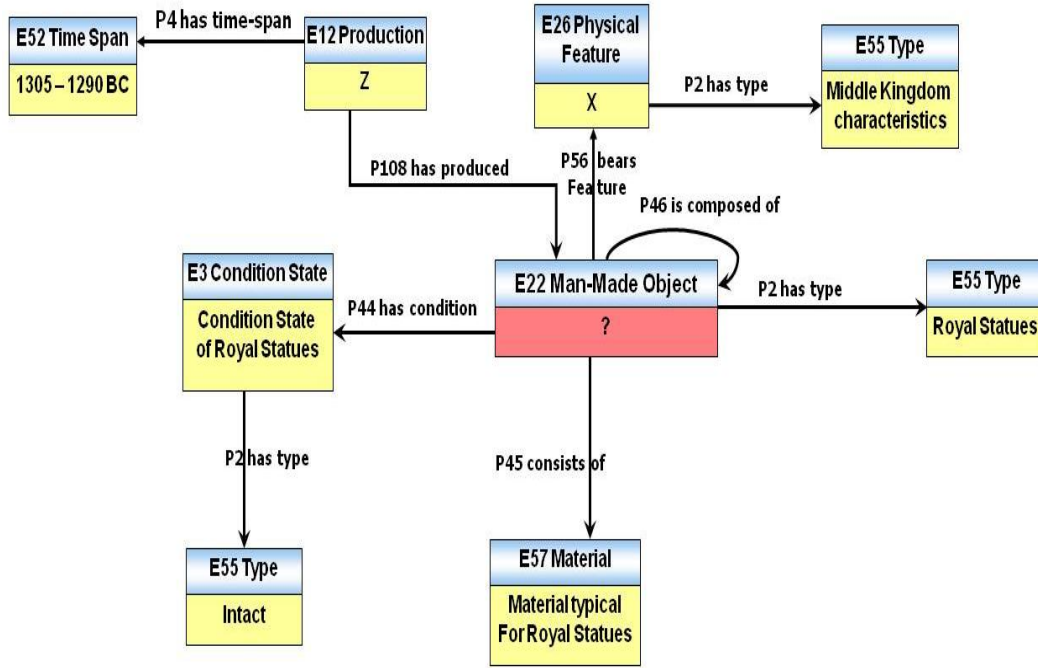 P4 has time-span
E52 Time Span
1305 – 1290 BC
E12 Production
Z
E26 Physical
Feature
X
P2 has type
E55 Type
Middle Kingdom
characteristics
P108 has produced
P56 bears
Feature
P46 is composed of
E3 Condition State
Condition State
of Royal Statues
P44 has condition
E22 Man-Made Object
?
P2 has type
E55 Type
Royal Statues
P2 has type
P45 consists of
E55 Type
Intact
E57 Material
Material typical
For Royal Statues